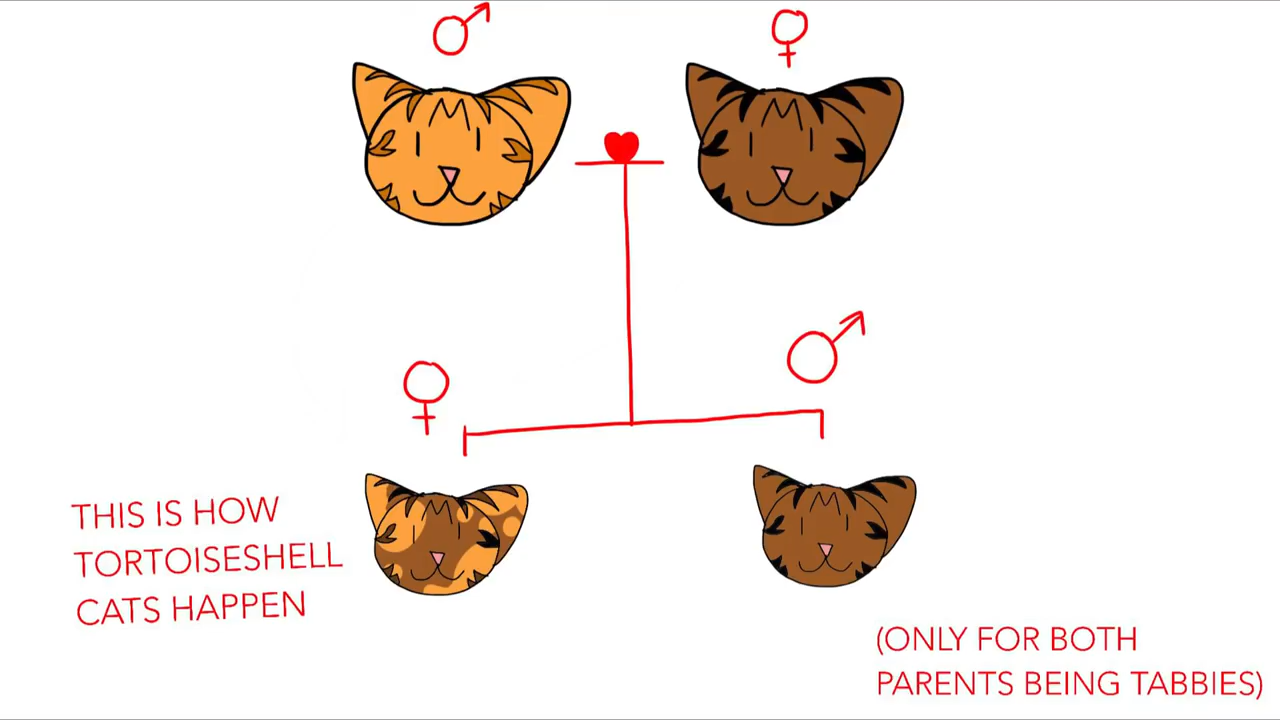 THIS IS HOW
TORTOISESHELL
CATS HAPPEN
(ONLY FOR BOTH
PARENTS BEING TABBIES)